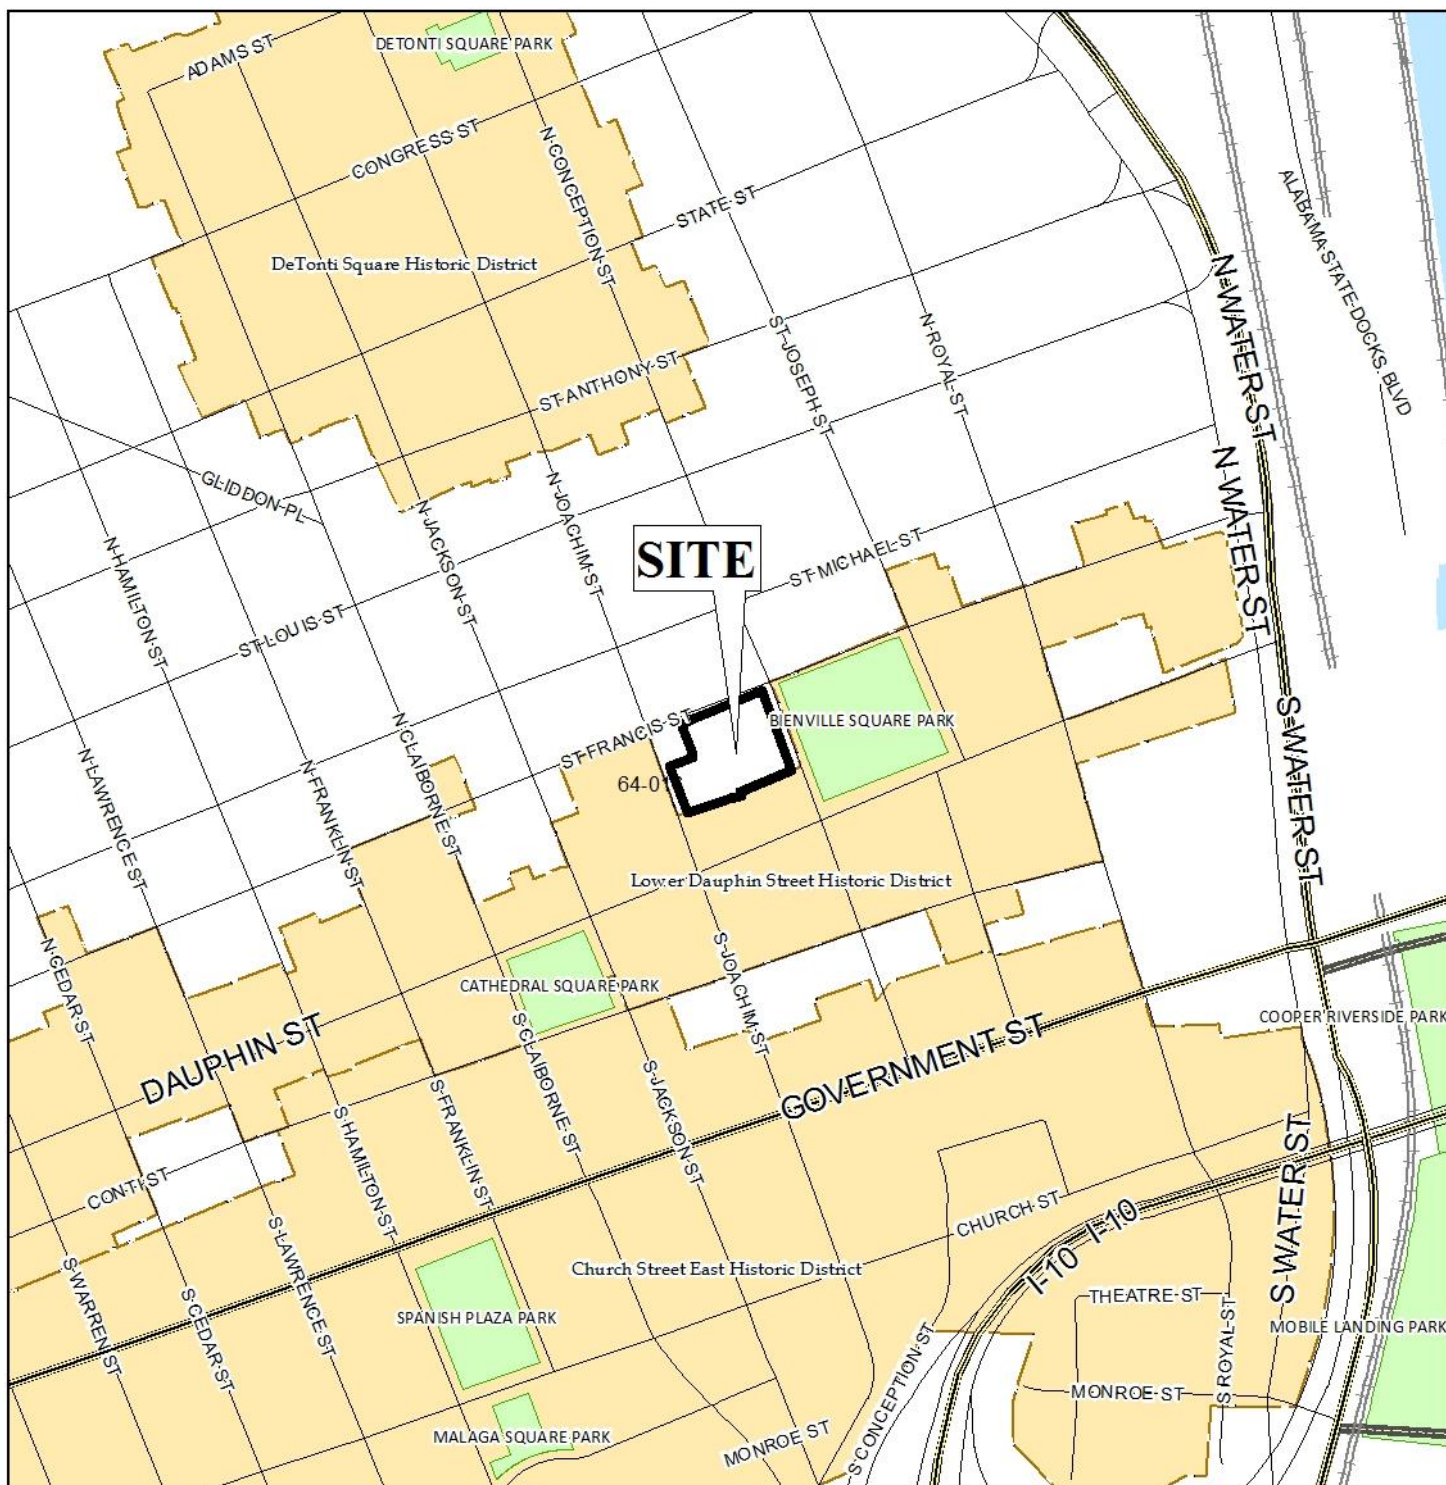 DETONTI SQUARE PARK
ADAMS ST
CONGRESS ST
N CONCEPTION ST
STATE ST
ALABAMA STATE DOCKS BLVD
DeTonti Square Historic District
N WATER ST
ST JOSEPH ST
N ROYAL ST
ST ANTHONY ST
GLIDDON PL
N JACKSON ST
N JOACHIM ST
N WATER ST
SITE
ST MICHAEL ST
N HAMILTON ST
ST LOUIS ST
ST FRANCIS ST
BIENVILLE SQUARE PARK
S WATER ST
N LAWRENCE ST
N FRANKLIN ST
N CLAIBORNE ST
Lower Dauphin Street Historic District
N CEDAR ST
CATHEDRAL SQUARE PARK
S JOACHIM ST
DAUPHIN ST
S CLAIBORNE ST
GOVERNMENT ST
COOPER RIVERSIDE PARK
S HAMILTON ST
S FRANKLIN ST
S JACKSON ST
CONTI ST
CHURCH ST
I-10
I-10
S WATER ST
S WARREN ST
S CEDAR ST
S LAWRENCE ST
Church Street East Historic District
SPANISH PLAZA PARK
THEATRE ST
S ROYAL ST
MOBILE LANDING PARK
S CONCEPTION ST
MONROE ST
MALAGA SQUARE PARK
MONROE ST